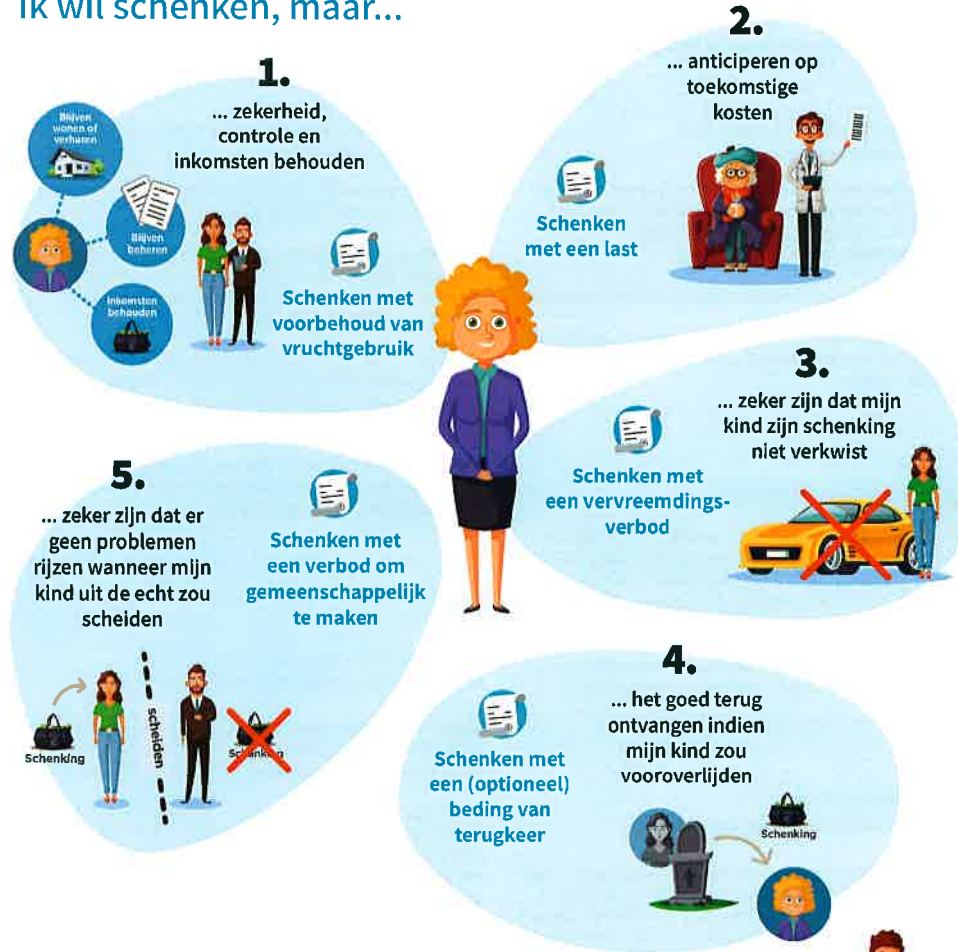 Ik wil schenken, maar...
1.
... zekerheid,
controle en
inkomsten behouden
Blijven
wonen of
verhuren
Blijven
beheren
Inkomsten
behouden
Schenken met
voorbehoud van
vruchtgebruik
2.
... anticiperen op
toekomstige
kosten
Schenken
met een last
3.
... zeker zijn dat mijn
kind zijn schenking
niet verkwist
Schenken met
een vervreemdings-
verbod
5.
... zeker zijn dat er
geen problemen
rijzen wanneer mijn
kind uit de echt zou
scheiden
Schenken met
een verbod om
gemeenschappelijk
te maken
Schenking
scheiden
Schenking
4.
... het goed terug
ontvangen indien
mijn kind zou
vooroverlijden
Schenken met
een (optioneel)
beding van
terugkeer
Schenking